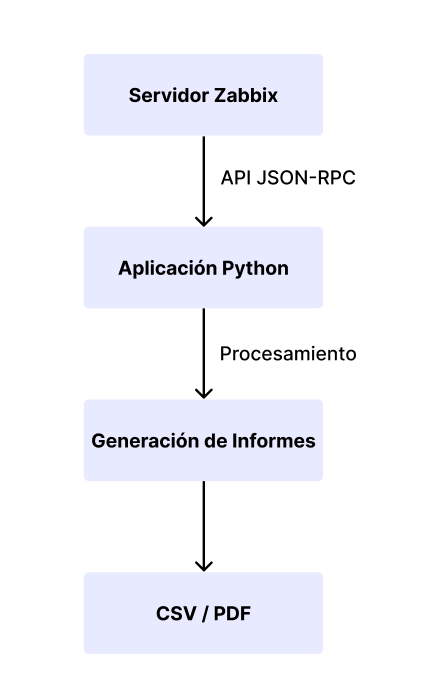 Servidor Zabbix
API JSON-RPC
Aplicación Python
Procesamiento
Generación de Informes
CSV / PDF